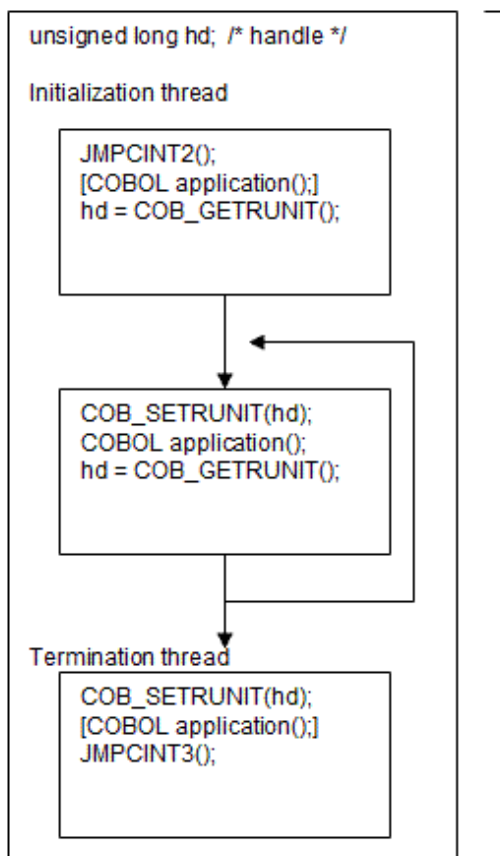 unsigned long hd; /* handle */
Initialization thread
JMPCINT2();
[COBOL application();]
hd = COB_GETRUNIT();
COB_SETRUNIT(hd);
COBOL application();
hd = COB_GETRUNIT();
Termination thread
COB_SETRUNIT(hd);
[COBOL application();]
JMPCINT3();